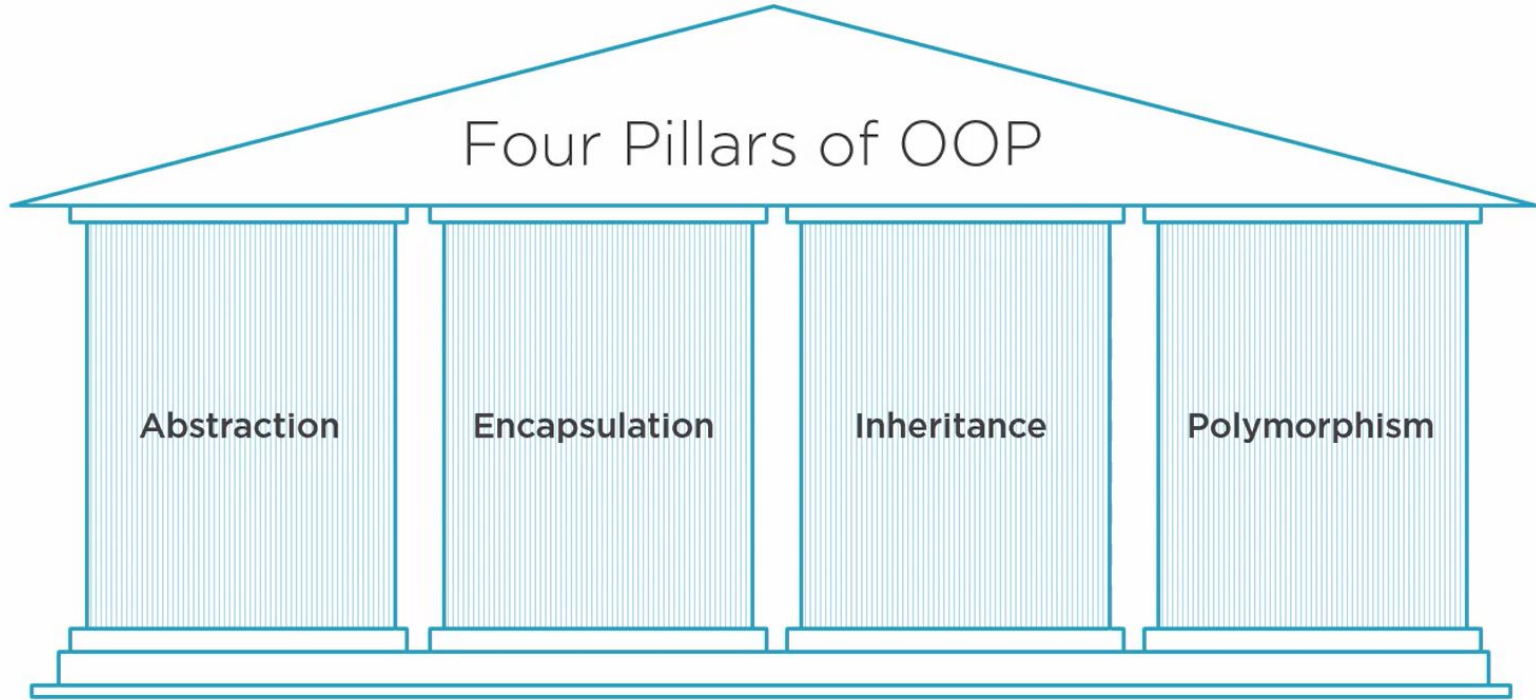 Four Pillars of OOP
Abstraction
Encapsulation
Inheritance
Polymorphism